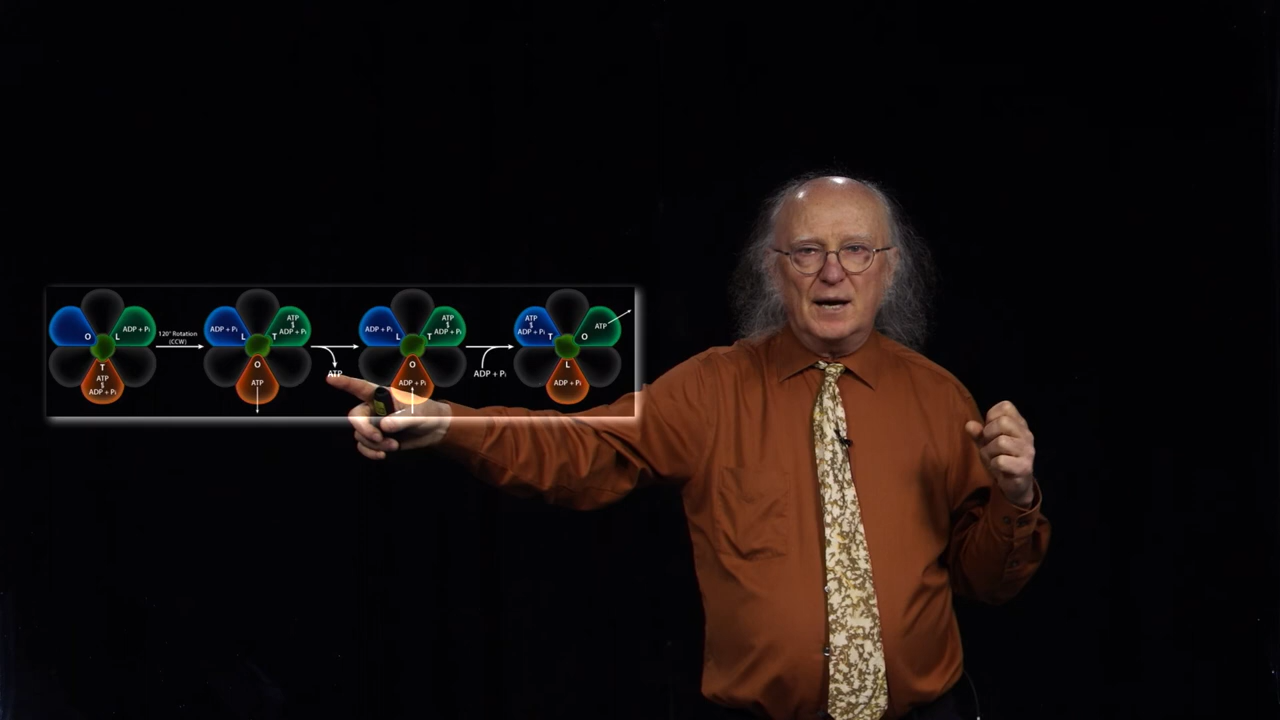 O L ADP + Pi
T
ATP
ADP + Pi
120° Rotation
(CCW)
ADP + Pi L T ATP
ADP + Pi
O
ATP
ATP
ADP + Pi L T ATP
ADP + Pi
O
ADP + Pi
ADP + Pi
ATP
ADP + Pi T O ATP
L
ADP + Pi